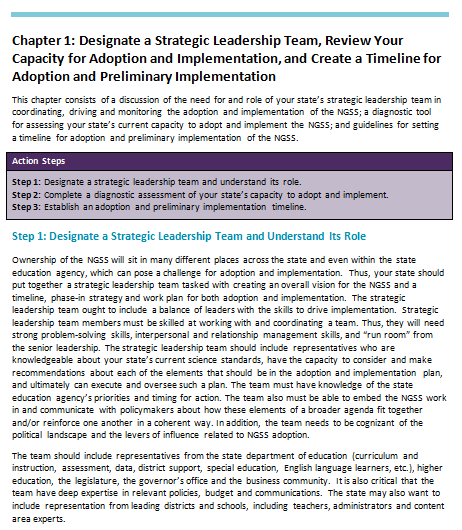 Chapter 1: Designate a Strategic Leadership Team, Review Your
Capacity for Adoption and Implementation, and Create a Timeline for
Adoption and Preliminary Implementation
This chapter consists of a discussion of the need for and role of your state's strategic leadership team in
coordinating, driving and monitoring the adoption and implementation of the NGSS; a diagnostic tool
for assessing your state's current capacity to adopt and implement the NGSS; and guidelines for setting
a timeline for adoption and preliminary implementation of the NGSS.
Action Steps
Step 1: Designate a strategic leadership team and understand its role.
Step 2: Complete a diagnostic assessment of your state's capacity to adopt and implement.
Step 3: Establish an adoption and preliminary implementation timeline.
Step 1: Designate a Strategic Leadership Team and Understand Its Role
Ownership of the NGSS will sit in many different places across the state and even within the state
education agency, which can pose a challenge for adoption and implementation. Thus, your state should
put together a strategic leadership team tasked with creating an overall vision for the NGSS and a
timeline, phase-in strategy and work plan for both adoption and implementation. The strategic
leadership team ought to include a balance of leaders with the skills to drive implementation. Strategic
leadership team members must be skilled at working with and coordinating a team. Thus, they will need
strong problem-solving skills, interpersonal and relationship management skills, and "run room" from
the senior leadership. The strategic leadership team should include representatives who are
knowledgeable about your state's current science standards, have the capacity to consider and make
recommendations about each of the elements that should be in the adoption and implementation plan,
and ultimately can execute and oversee such a plan. The team must have knowledge of the state
education agency's priorities and timing for action. The team also must be able to embed the NGSS work
in and communicate with policymakers about how these elements of a broader agenda fit together
and/or reinforce one another in a coherent way. In addition, the team needs to be cognizant of the
political landscape and the levers of influence related to NGSS adoption.
The team should include representatives from the state department of education (curriculum and
instruction, assessment, data, district support, special education, English language learners, etc.), higher
education, the legislature, the governor's office and the business community. It is also critical that the
team have deep expertise in relevant policies, budget and communications. The state may also want to
include representation from leading districts and schools, including teachers, administrators and content
area experts.